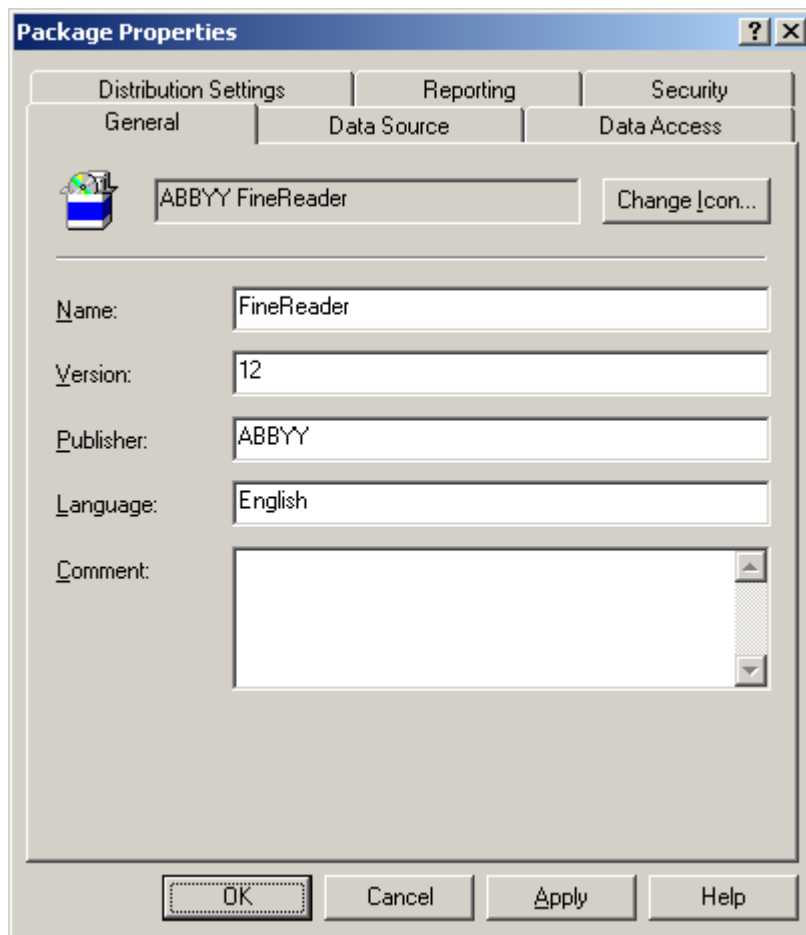 Package Properties
Distribution Settings Reporting Security
General Data Source Data Access
ABBYY FineReader Change Icon...
Name: FineReader
Version: 12
Publisher: ABBYY
Language: English
Comment:
OK Cancel Apply Help